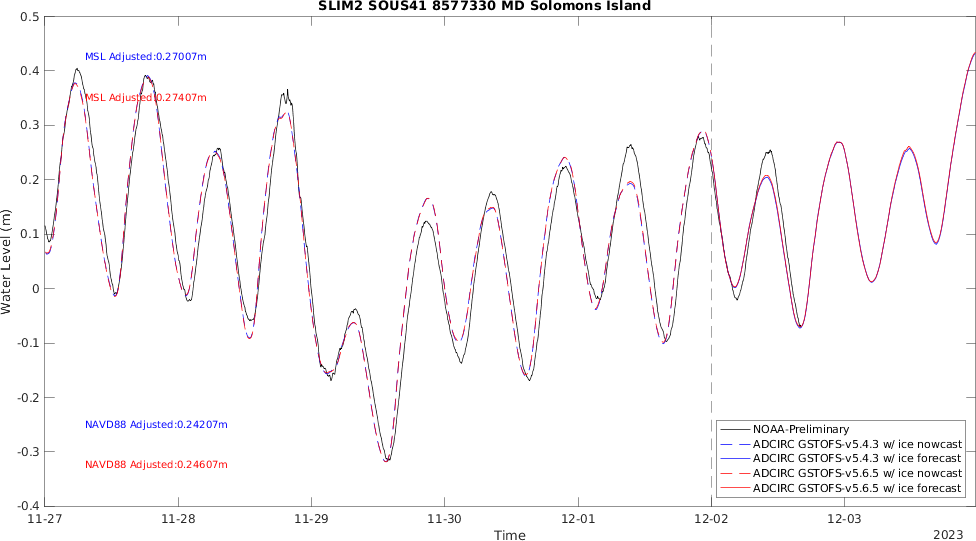 SLIM2 SOUS41 8577330 MD Solomons Island
0.5
0.4
0.3
0.2
0.1
0
-0.1
-0.2
-0.3
-0.4
Water Level (m)
MSL Adjusted:0.27007m
MSL Adjusted:0.27407m
NAVD88 Adjusted:0.24207m
NAVD88 Adjusted:0.24607m
NOAA-Preliminary
ADCIRC GSTOFS-v5.4.3 w/ ice nowcast
ADCIRC GSTOFS-v5.4.3 w/ ice forecast
ADCIRC GSTOFS-v5.6.5 w/ ice nowcast
ADCIRC GSTOFS-v5.6.5 w/ ice forecast
11-27 11-28 11-29 11-30 12-01 12-02 12-03
Time
2023